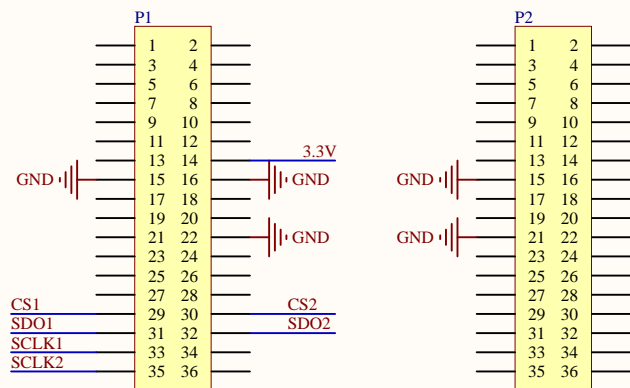 P1 P2
1 2 1 2
3 4 3 4
5 6 5 6
7 8 7 8
9 10 9 10
11 12 11 12
3.3V
13 14 13 14
GND 15 16 GND GND 15 16
17 18 17 18
19 20 19 20
21 22 GND GND 21 22
23 24 23 24
25 26 25 26
27 28 27 28
CS1 CS2
29 30 29 30
SDO1 SDO2
31 32 31 32
SCLK1
33 34 33 34
SCLK2
35 36 35 36